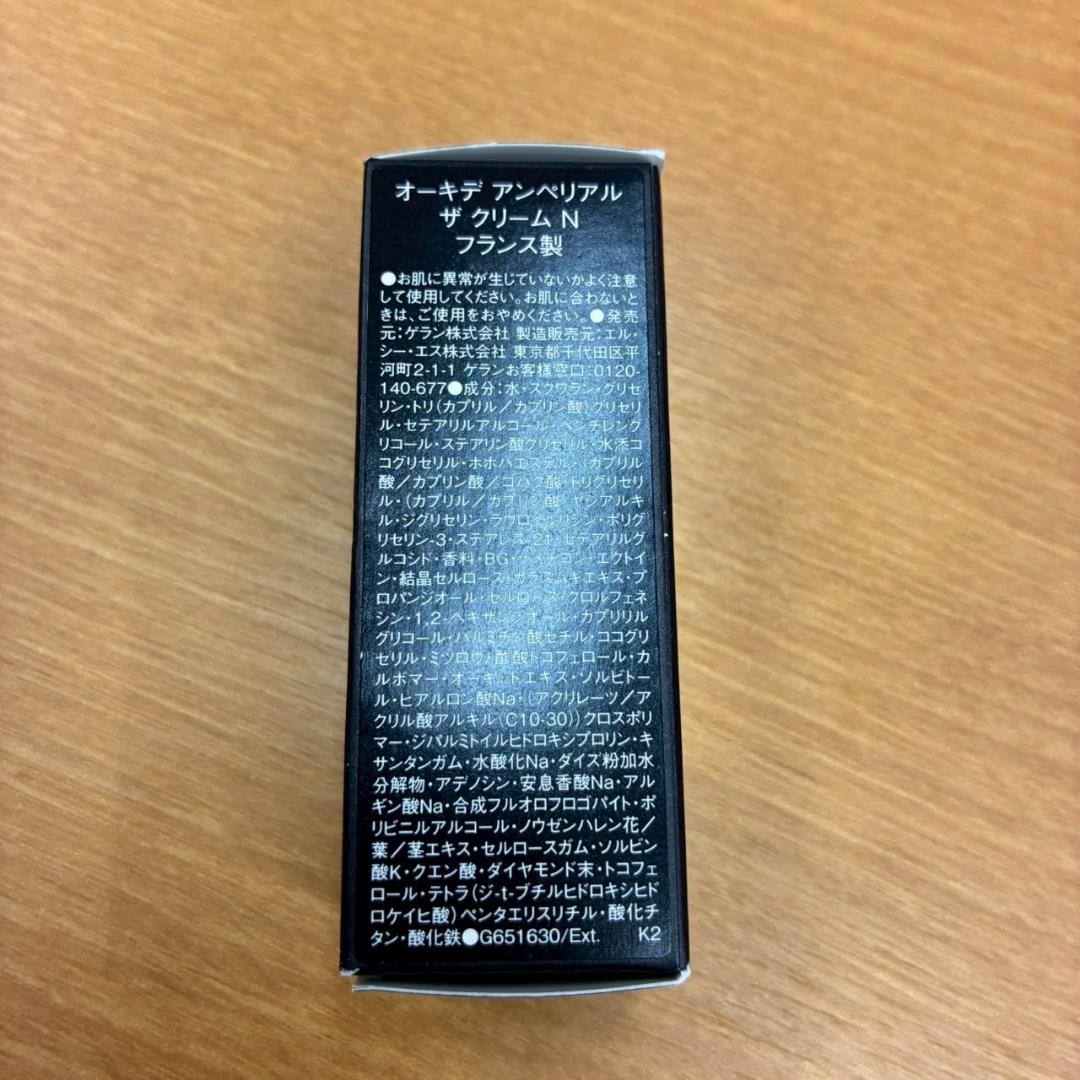 オーキデ アンペリアル
ザ クリーム N
フランス製
●お肌に異常が生じていないかよく注意
して使用してください。お肌に合わないと
きは、ご使用をおやめください。●発売
元:ゲラン株式会社 製造販売元:エル・
シー・エス株式会社 東京都千代田区平
河町2-1-1 ゲランお客様窓口:0120-
140-677●成分:水・スクワラン・グリセ
リン・トリ(カプリル/カプリン酸)グリセリ
ル・セテアリルアルコール・ペンチレング
リコール・ステアリン酸グリセリル・水添コ
コグリセリル・ホホバエステル・(カプリル
酸/カプリン酸/コハク酸)トリグリセリ
ル・(カプリル/カプリン酸)ヤシアルキ
ル・ジグリセリン・ラウロイルリシン・ポリグ
リセリン-3・ステアレス-21・セテアリルグ
ルコシド・香料・BG・ジメチコン・エクトイ
ン・結晶セルロース・カラスムギエキス・プ
ロパンジオール・セルロース・クロルフェネ
シン・1,2-ヘキサンジオール・カプリリル
グリコール・パルミチン酸セチル・ココグリ
セリル・ミツロウ・酢酸トコフェロール・カ
ルボマー・オーキッドエキス・ソルビトー
ル・ヒアルロン酸Na・(アクリレーツ/ア
クリル酸アルキル(C10-30))クロスポリ
マー・ジパルミトイルヒドロキシプロリン・キ
サンタンガム・水酸化Na・ダイズ粉加水
分解物・アデノシン・安息香酸Na・アル
ギン酸Na・合成フルオロフロゴパイト・ポ
リビニルアルコール・ノウゼンハレン花/
葉/茎エキス・セルロースガム・ソルビン
酸K・クエン酸・ダイヤモンド末・トコフェ
ロール・テトラ(ジ-t-ブチルヒドロキシヒド
ロケイヒ酸)ペンタエリスリチル・酸化チ
タン・酸化鉄●G651630/Ext. K2